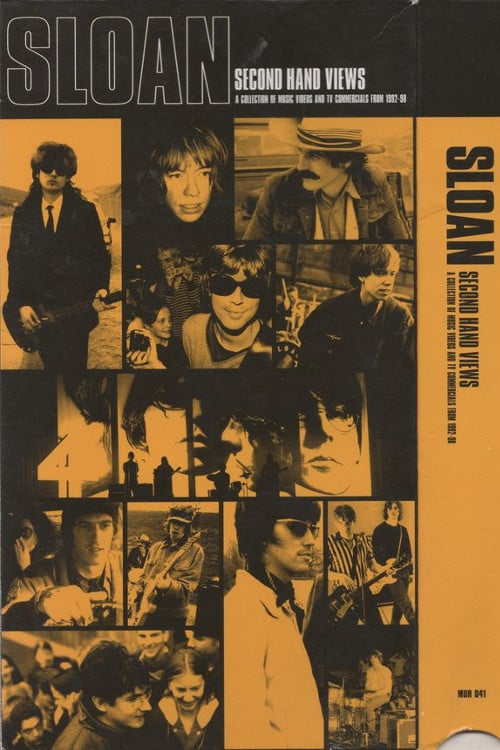 SLOAN
SECOND HAND VIEWS
A COLLECTION OF MUSIC VIDEOS AND TV COMMERCIALS FROM 1992-98
4
SLOAN
SECOND HAND VIEWS
A COLLECTION OF MUSIC VIDEOS AND TV COMMERCIALS FROM 1992-98
MUR 041